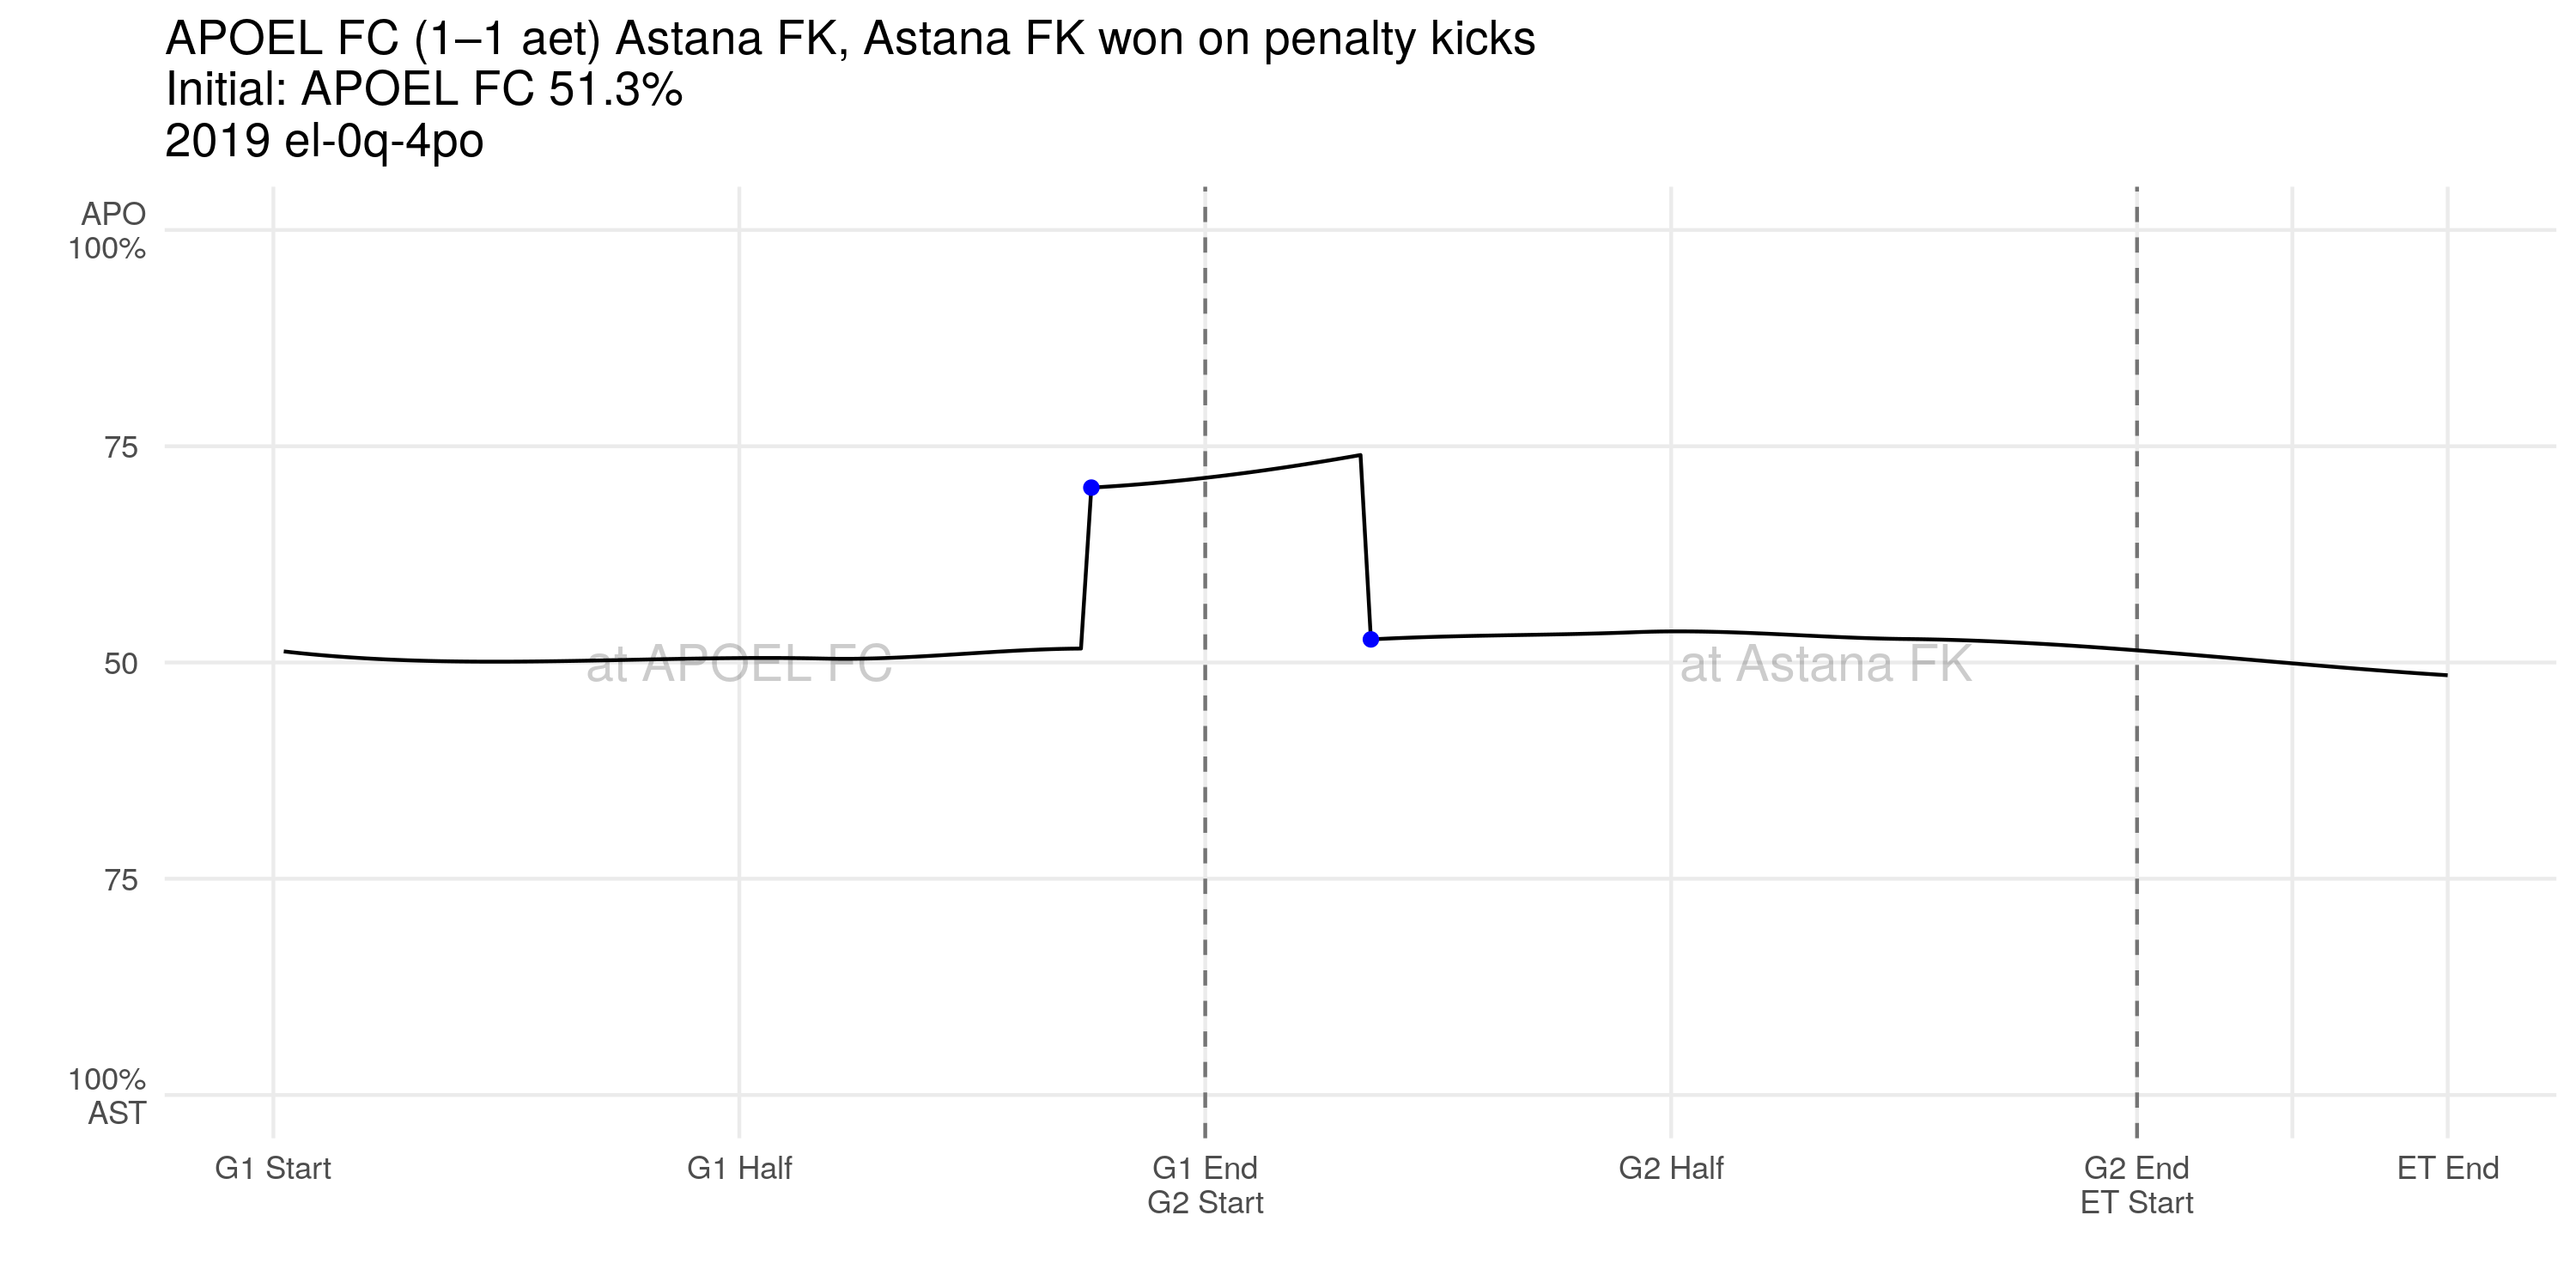 APOEL FC (1–1 aet) Astana FK, Astana FK won on penalty kicks
Initial: APOEL FC 51.3%
2019 el-0q-4po
APO
100%
75
50
75
100%
AST
at APOEL FC
at Astana FK
G1 Start
G1 Half
G1 End
G2 Start
G2 Half
G2 End
ET Start
ET End